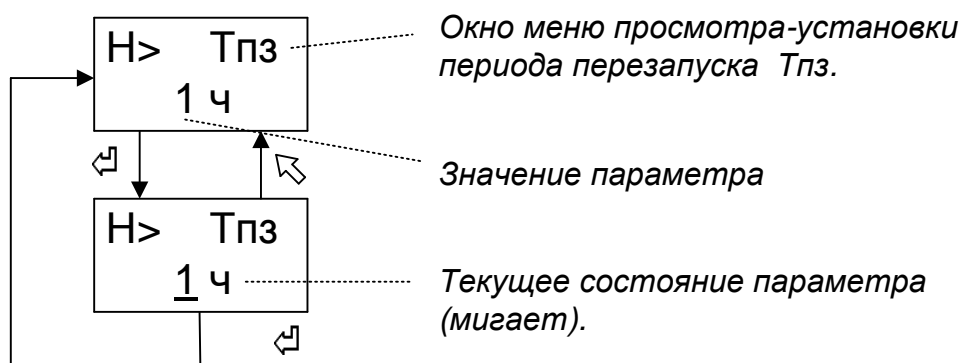 Н> Тпз
1 ч
Окно меню просмотра-установки
периода перезапуска Тпз.
Значение параметра
Н> Тпз
1 ч
Текущее состояние параметра
(мигает).